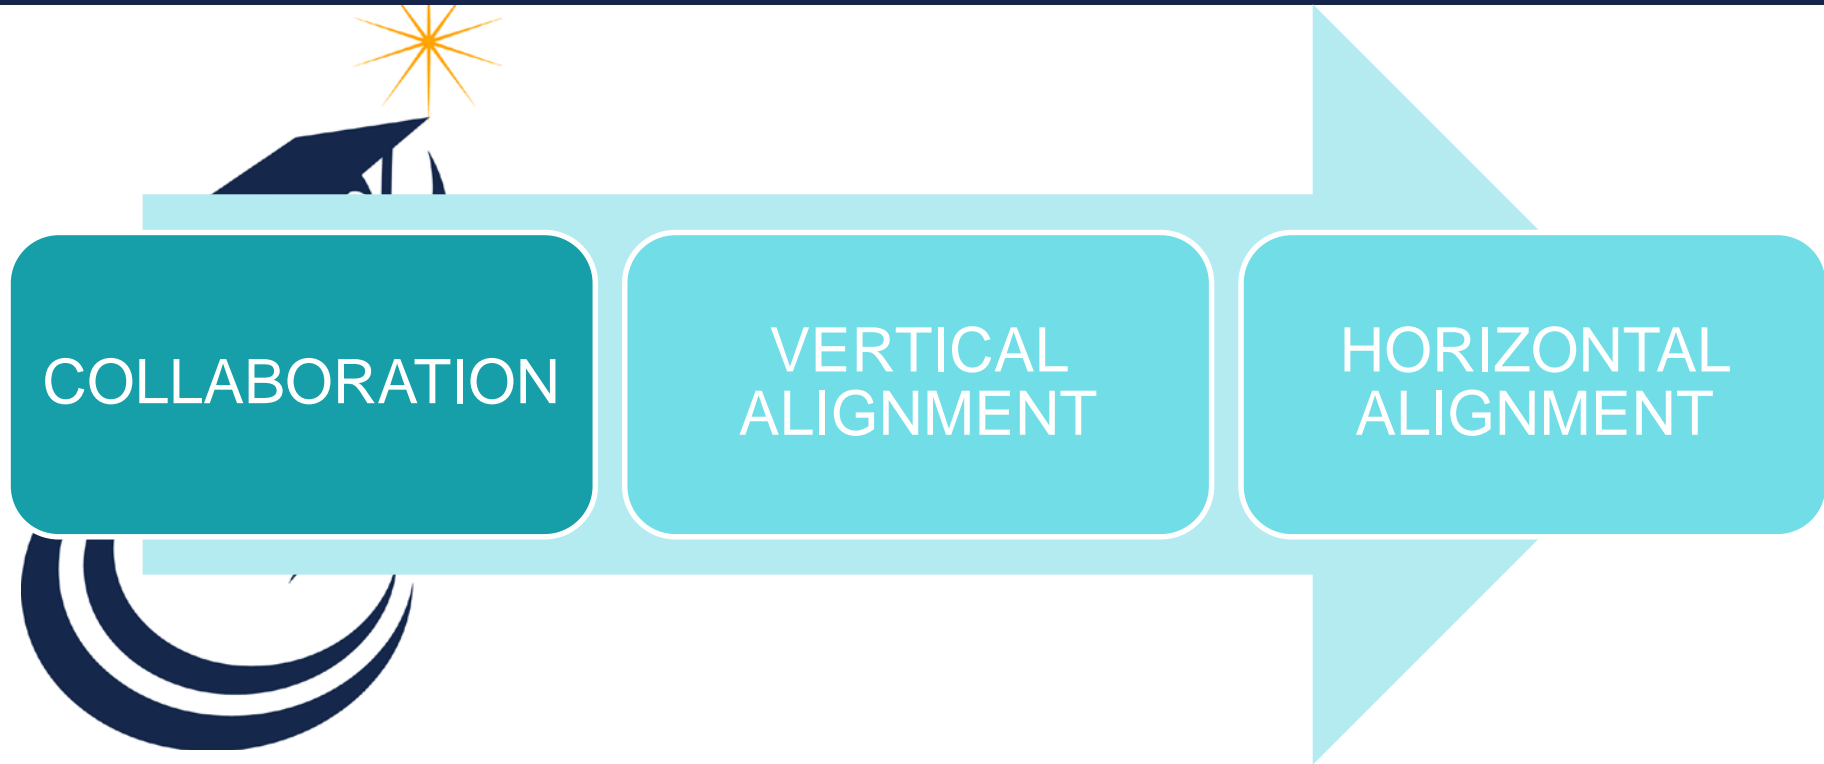 COLLABORATION
VERTICAL
ALIGNMENT
HORIZONTAL
ALIGNMENT